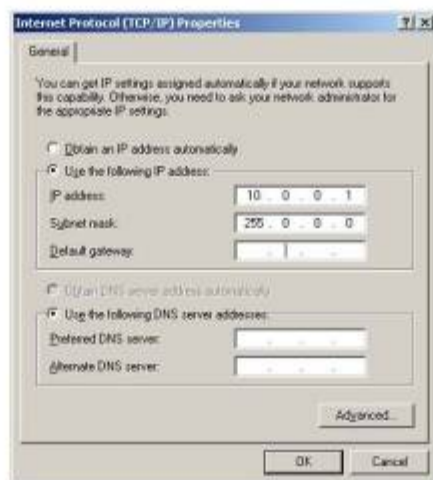 Internet Protocol (TCP/IP) Properties
General
You can get IP settings assigned automatically if your network supports
this capability. Otherwise, you need to ask your network administrator for
the appropriate IP settings.
Obtain an IP address automatically
Use the following IP address:
IP address: 10 . 0 . 0 . 1
Subnet mask: 255 . 0 . 0 . 0
Default gateway: . . .
Obtain DNS server address automatically
Use the following DNS server addresses:
Preferred DNS server: . . .
Alternate DNS server: . . .
Advanced...
OK Cancel